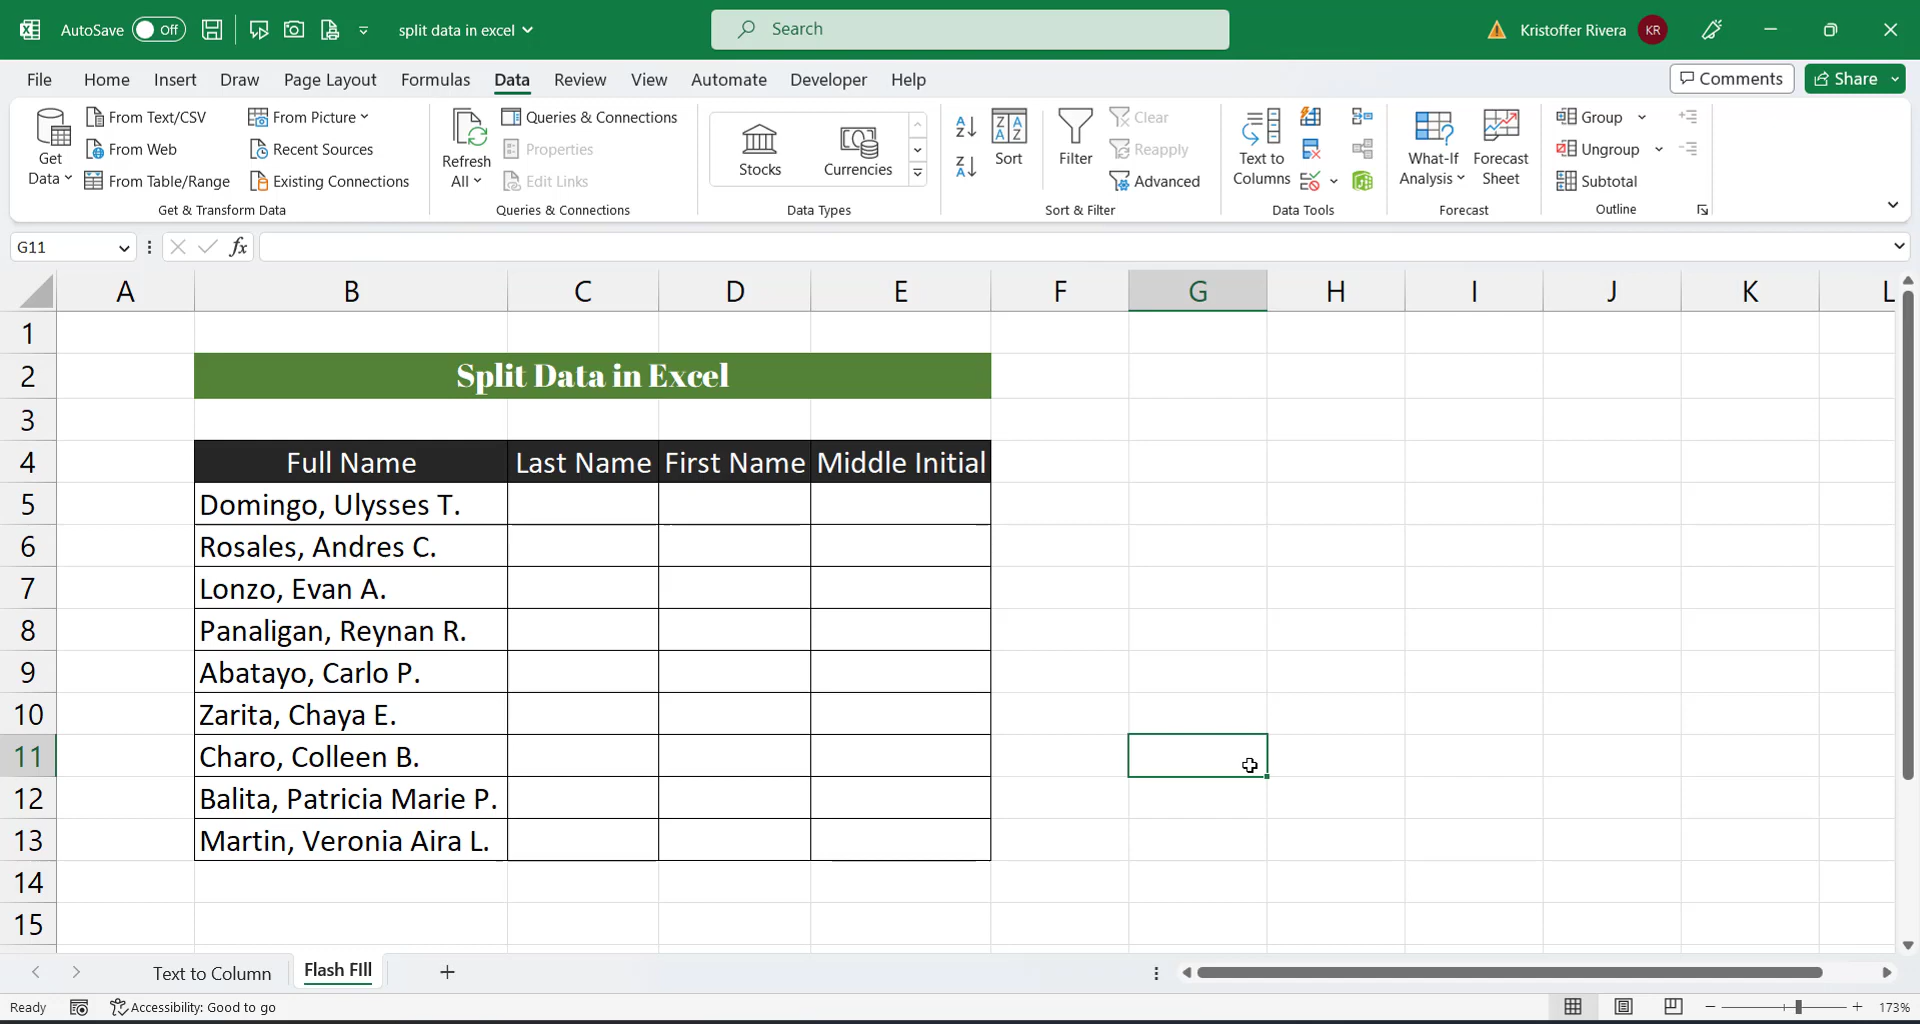 AutoSave Off split data in excel Search Kristoffer Rivera KR
File Home Insert Draw Page Layout Formulas Data Review View Automate Developer Help Comments Share
Get Data
From Text/CSV
From Web
From Table/Range
From Picture
Recent Sources
Existing Connections
Get & Transform Data
Refresh All
Queries & Connections
Properties
Edit Links
Queries & Connections
Stocks
Currencies
Data Types
Sort
Filter
Clear
Reapply
Advanced
Sort & Filter
Text to Columns
Data Tools
What-If Analysis
Forecast Sheet
Forecast
Group
Ungroup
Subtotal
Outline
G11 fx
A B C D E F G H I J K L
1
2 Split Data in Excel
3
4 Full Name Last Name First Name Middle Initial
5 Domingo, Ulysses T.
6 Rosales, Andres C.
7 Lonzo, Evan A.
8 Panaligan, Reynan R.
9 Abatayo, Carlo P.
10 Zarita, Chaya E.
11 Charo, Colleen B.
12 Balita, Patricia Marie P.
13 Martin, Veronia Aira L.
14
15
Text to Column Flash FIll
Ready Accessibility: Good to go 173%